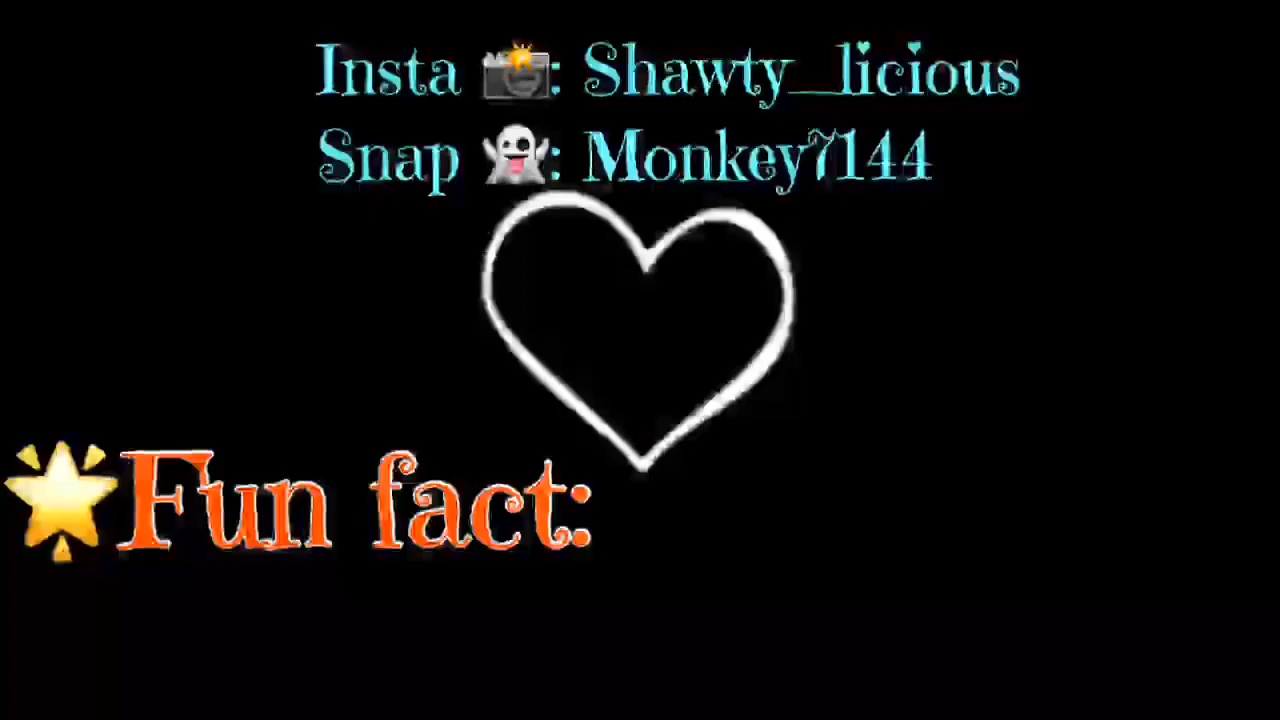 Insta 📸: Shawty_licious
Snap 👻: Monkey7144
🌟Fun fact: